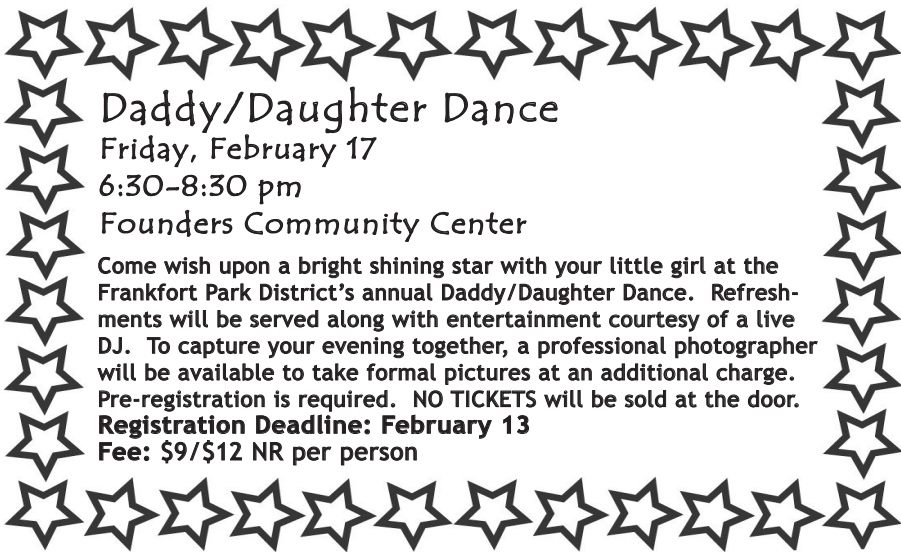 Daddy/Daughter Dance
Friday, February 17
6:30-8:30 pm
Founders Community Center
Come wish upon a bright shining star with your little girl at the
Frankfort Park District's annual Daddy/Daughter Dance.  Refresh-
ments will be served along with entertainment courtesy of a live
DJ.  To capture your evening together, a professional photographer
will be available to take formal pictures at an additional charge.
Pre-registration is required.  NO TICKETS will be sold at the door.
Registration Deadline: February 13
Fee: $9/$12 NR per person